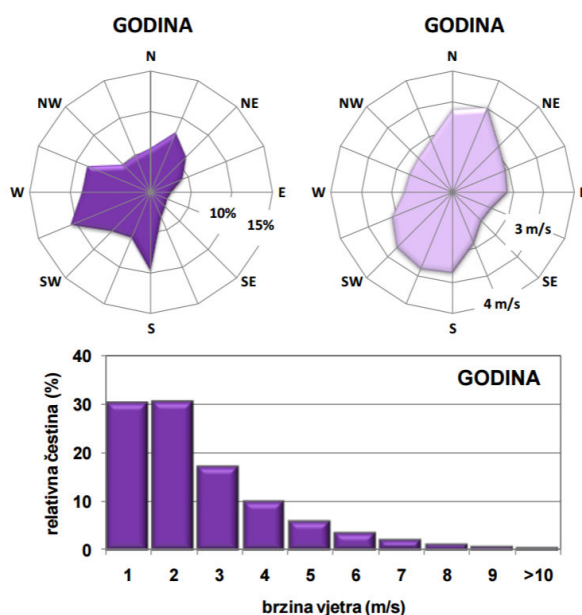 GODINA
N
NW
NE
W
E
10%
15%
SW
SE
S
GODINA
N
NW
NE
W
E
3 m/s
SW
SE
4 m/s
S
GODINA
relativna čestina (%)
40
30
20
10
0
1 2 3 4 5 6 7 8 9 >10
brzina vjetra (m/s)